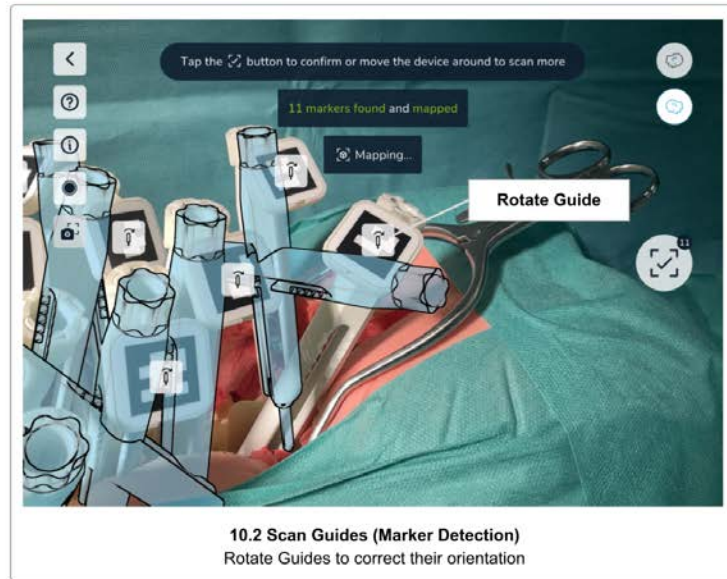 Tap the button to confirm or move the device around to scan more
11 markers found and mapped
Mapping...
Rotate Guide
11
10.2 Scan Guides (Marker Detection)
Rotate Guides to correct their orientation